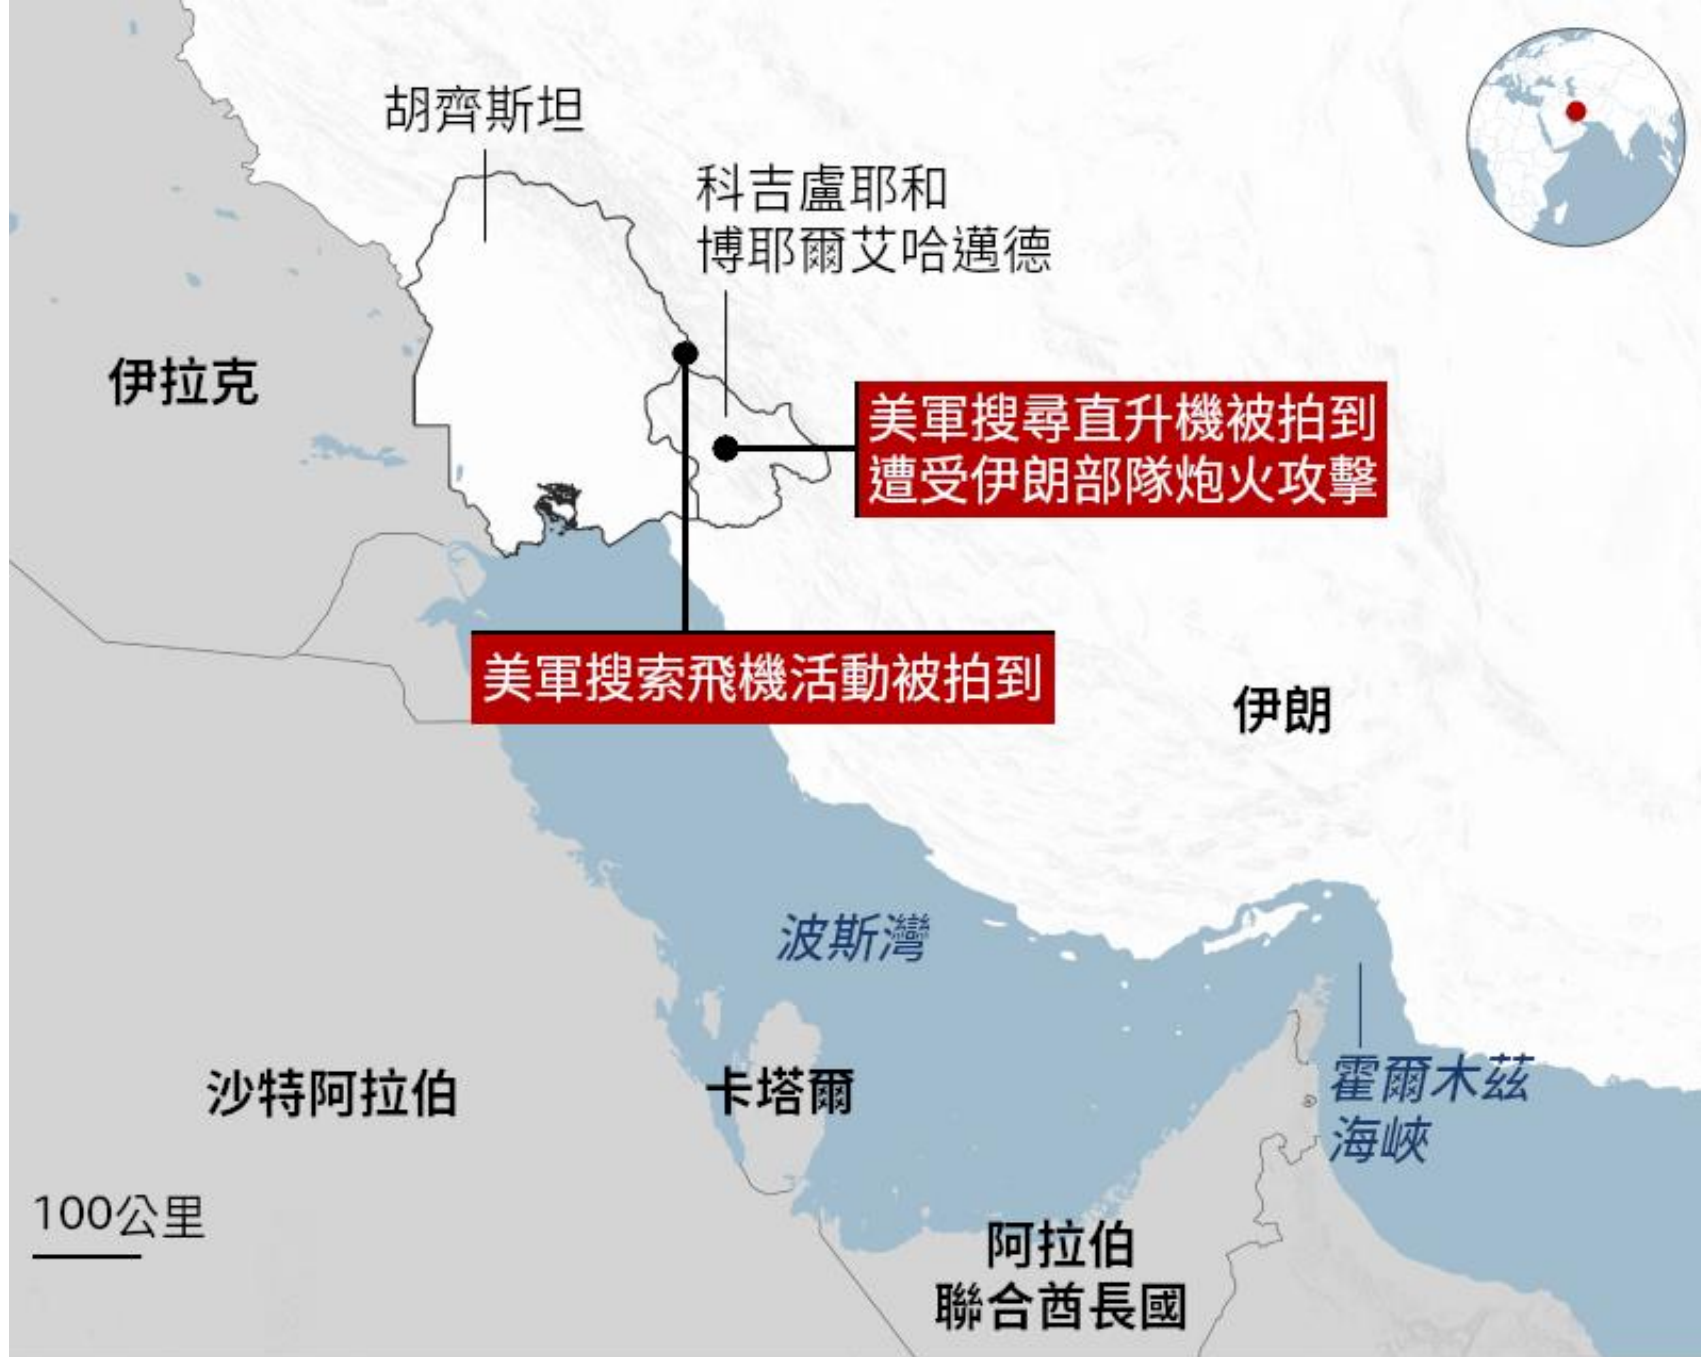 胡齊斯坦
科吉盧耶和
博耶爾艾哈邁德
伊拉克
美軍搜尋直升機被拍到
遭受伊朗部隊炮火攻擊
美軍搜索飛機活動被拍到
伊朗
波斯灣
沙特阿拉伯
卡塔爾
霍爾木茲
海峽
100公里
阿拉伯
聯合酋長國